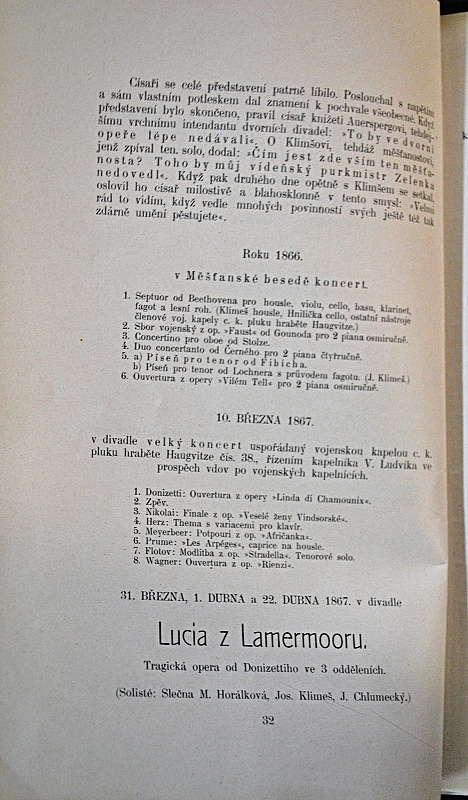 Císaři se celé představení patrně líbilo. Poslouchal s napětím
a sám vlastním potleskem dal znamení k pochvale všeobecné. Když
představení bylo skončeno, pravil císař knížeti Auerspergovi, tehdej-
šímu vrchnímu intendantu dvorních divadel: »To by ve dvorní
opeře lépe nedávali«. O Klimšovi, tehdáž měšťanostovi,
jenž zpíval ten. solo, dodal: »Čím jest zde vším ten měšťa-
nosta? Toho by můj vídeňský purkmistr Zelenka
nedovedl«. Když pak druhého dne opětně s Klimšem se setkal,
oslovil ho císař milostivě a blahosklonně v tento smysl: »Velmi
rád to vidím, když vedle mnohých povinností svých ještě též tak
zdárně umění pěstujete«.
Roku 1866.
v Měšťanské besedě koncert.
1. Septuor od Beethovena pro housle, violu, cello, basu, klarinet,
fagot a lesní roh. (Klimeš housle, Hnilička cello, ostatní nástroje
členové voj. kapely c. k. pluku hraběte Haugvitze.)
2. Sbor vojenský z op. »Faust« od Gounoda pro 2 piana osmiručně.
3. Concertino pro oboe od Stolze.
4. Duo concertanto od Černého pro 2 piana čtyřručně.
5. a) Píseň pro tenor od Fibicha.
b) Píseň pro tenor od Lochnera s průvodem fagotu. (J. Klimeš.)
6. Ouvertura z opery »Vilém Tell« pro 2 piana osmiručně.
10. BŘEZNA 1867.
v divadle velký koncert uspořádaný vojenskou kapelou c. k.
pluku hraběte Haugvitze čís. 38., řízením kapelníka V. Ludvíka ve
prospěch vdov po vojenských kapelnících.
1. Donizetti: Ouvertura z opery »Linda di Chamounix«.
2. Zpěv.
3. Nikolai: Finale z op. »Veselé ženy Vindsorské«.
4. Herz: Thema s variacemi pro klavír.
5. Meyerbeer: Potpouri z op. »Afričanka«.
6. Prume: »Les Arpéges«, caprice na housle.
7. Flotov: Modlitba z op. »Stradella«. Tenorové solo.
8. Wagner: Ouvertura z op. »Rienzi«.
31. BŘEZNA, 1. DUBNA a 22. DUBNA 1867. v divadle
Lucia z Lamermooru.
Tragická opera od Donizettiho ve 3 odděleních.
(Solisté: Slečna M. Horálková, Jos. Klimeš, J. Chlumecký.)
32